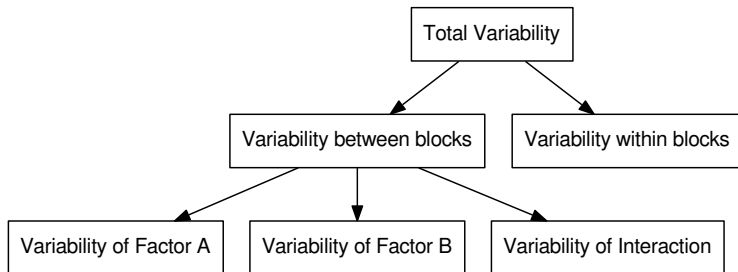 Total Variability
Variability between blocks
Variability within blocks
Variability of Factor A
Variability of Factor B
Variability of Interaction